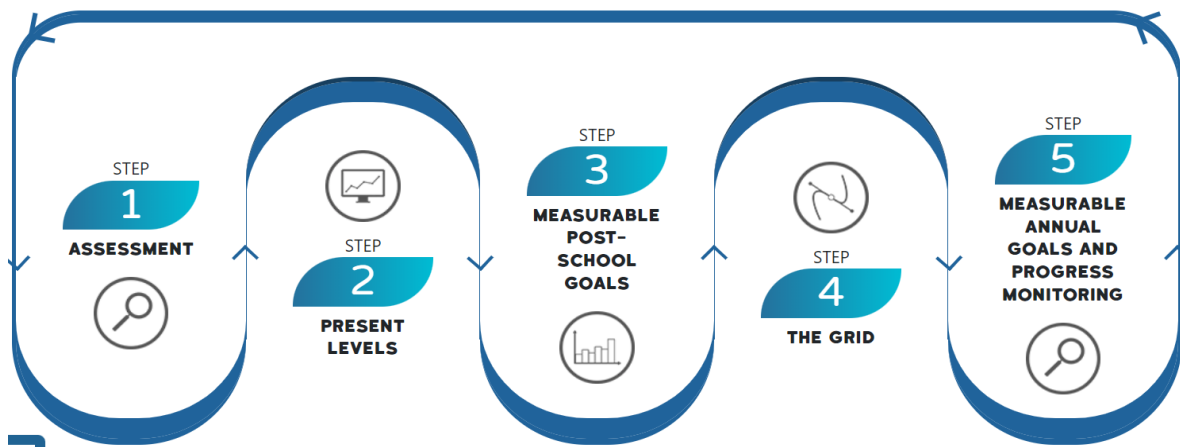 STEP
1
ASSESSMENT
STEP
2
PRESENT
LEVELS
STEP
3
MEASURABLE
POST-
SCHOOL
GOALS
STEP
4
THE GRID
STEP
5
MEASURABLE
ANNUAL
GOALS AND
PROGRESS
MONITORING